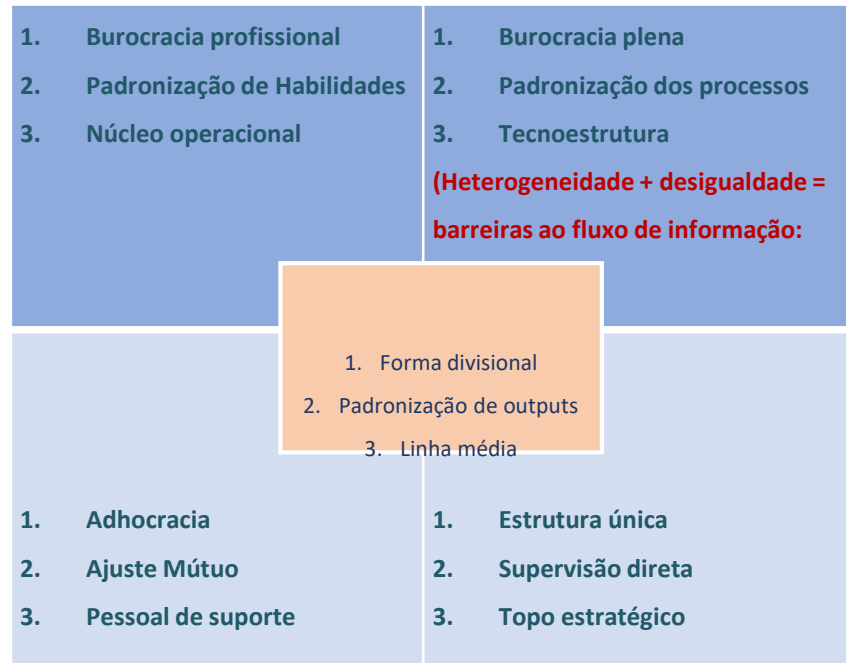 1. Burocracia profissional
2. Padronização de Habilidades
3. Núcleo operacional
1. Burocracia plena
2. Padronização dos processos
3. Tecnoestrutura
(Heterogeneidade + desigualdade =
barreiras ao fluxo de informação:
1. Forma divisional
2. Padronização de outputs
3. Linha média
1. Adhocracia
2. Ajuste Mútuo
3. Pessoal de suporte
1. Estrutura única
2. Supervisão direta
3. Topo estratégico